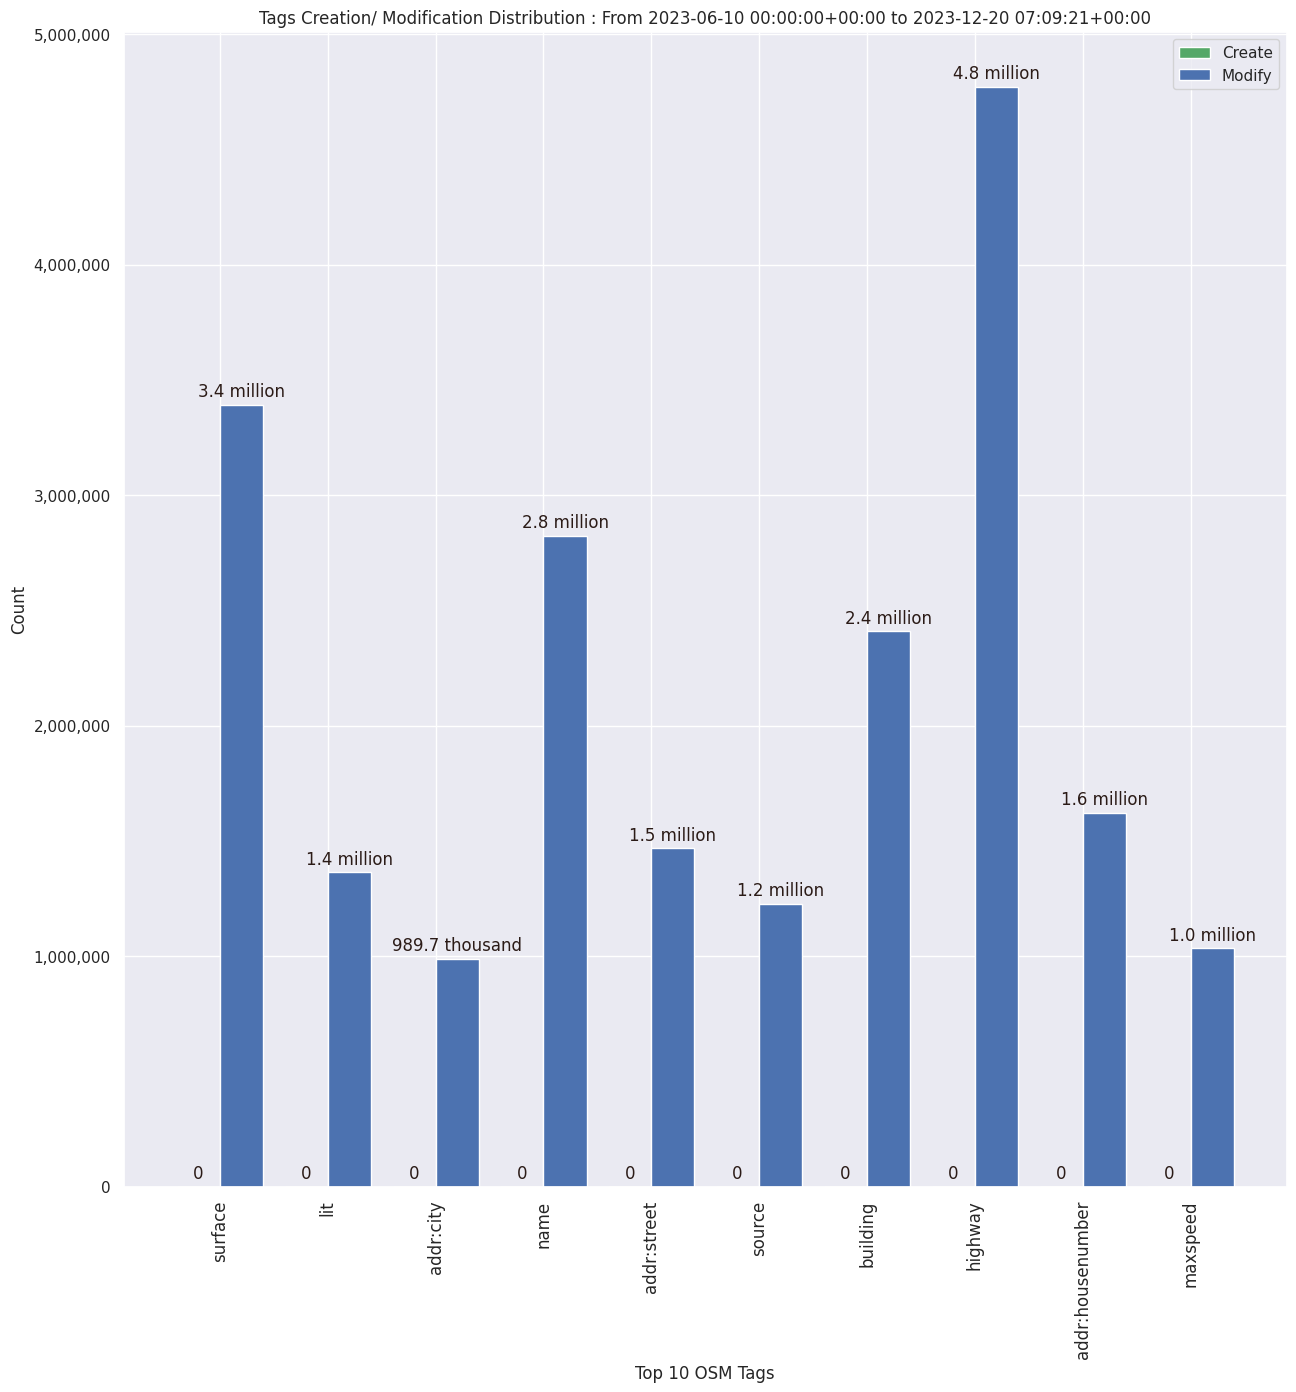 Tags Creation/ Modification Distribution : From 2023-06-10 00:00:00+00:00 to 2023-12-20 07:09:21+00:00
Create
Modify
Count
5,000,000
4,000,000
3,000,000
2,000,000
1,000,000
0
3.4 million
1.4 million
989.7 thousand
2.8 million
1.5 million
1.2 million
2.4 million
4.8 million
1.6 million
1.0 million
0
0
0
0
0
0
0
0
0
0
surface
lit
addr:city
name
addr:street
source
building
highway
addr:housenumber
maxspeed
Top 10 OSM Tags